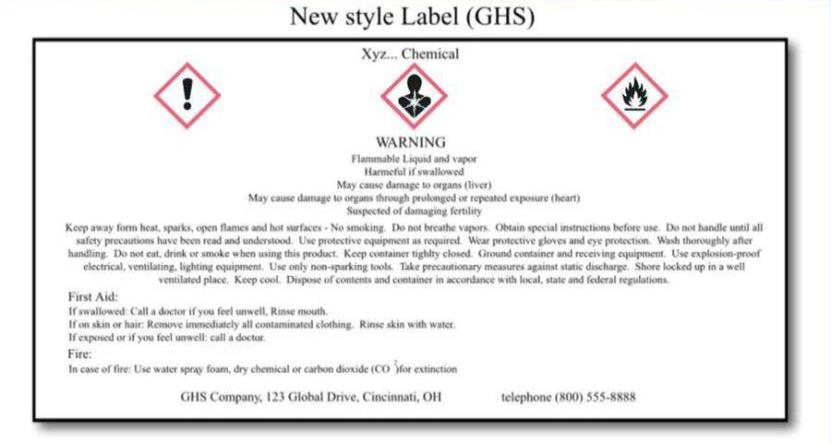 New style Label (GHS)
Xyz... Chemical
WARNING
Flammable Liquid and vapor
Harmeful if swallowed
May cause damage to organs (liver)
May cause damage to organs through prolonged or repeated exposure (heart)
Suspected of damaging fertility
Keep away form heat, sparks, open flames and hot surfaces - No smoking. Do not breathe vapors. Obtain special instructions before use. Do not handle until all
safety precautions have been read and understood. Use protective equipment as required. Wear protective gloves and eye protection. Wash thoroughly after
handling. Do not eat, drink or smoke when using this product. Keep container tighlty closed. Ground container and receiving equipment. Use explosion-proof
electrical, ventilating, lighting equipment. Use only non-sparking tools. Take precautionary measures against static discharge. Shore locked up in a well
ventilated place. Keep cool. Dispose of contents and container in accordance with local, state and federal regulations.
First Aid:
If swallowed: Call a doctor if you feel unwell, Rinse mouth.
If on skin or hair: Remove immediately all contaminated clothing. Rinse skin with water.
If exposed or if you feel unwell: call a doctor.
Fire:
In case of fire: Use water spray foam, dry chemical or carbon dioxide (CO ²)for extinction
GHS Company, 123 Global Drive, Cincinnati, OH telephone (800) 555-8888